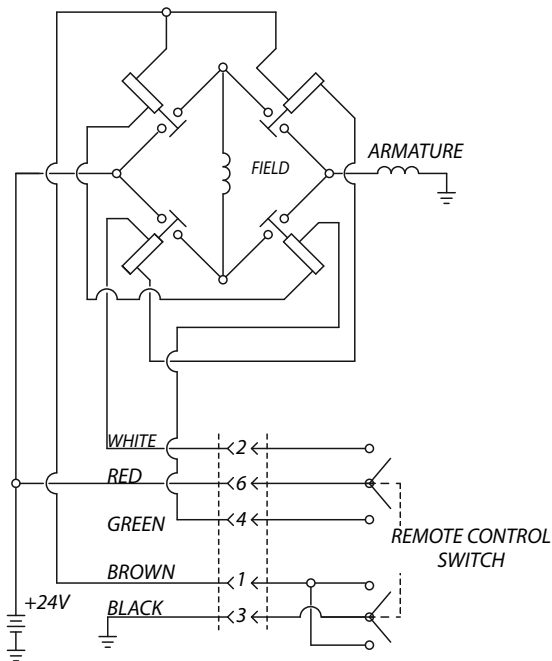 ARMATURE
FIELD
WHITE
2
RED
6
GREEN
4
REMOTE CONTROL
SWITCH
BROWN
1
+24V
BLACK
3